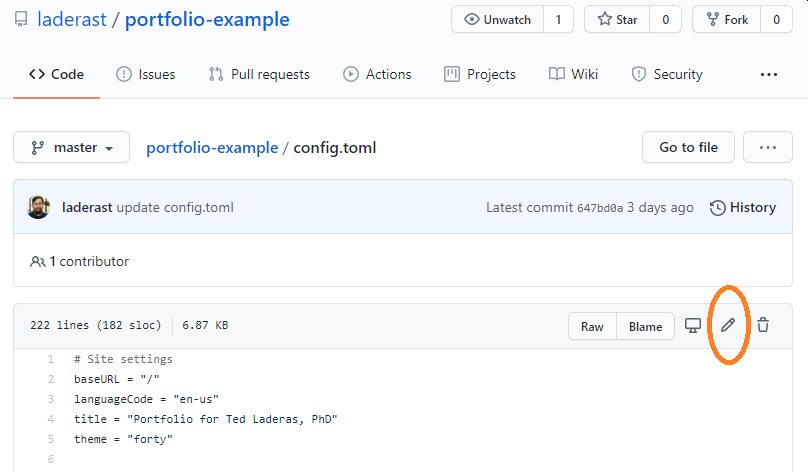 laderast / portfolio-example Unwatch 1 Star 0 Fork 0
<> Code Issues Pull requests Actions Projects Wiki Security ...
master portfolio-example / config.toml Go to file ...
laderast update config.toml Latest commit 647bd0a 3 days ago History
1 contributor
222 lines (182 sloc) 6.87 KB Raw Blame
1 # Site settings
2 baseURL = "/"
3 languageCode = "en-us"
4 title = "Portfolio for Ted Laderas, PhD"
5 theme = "forty"
6